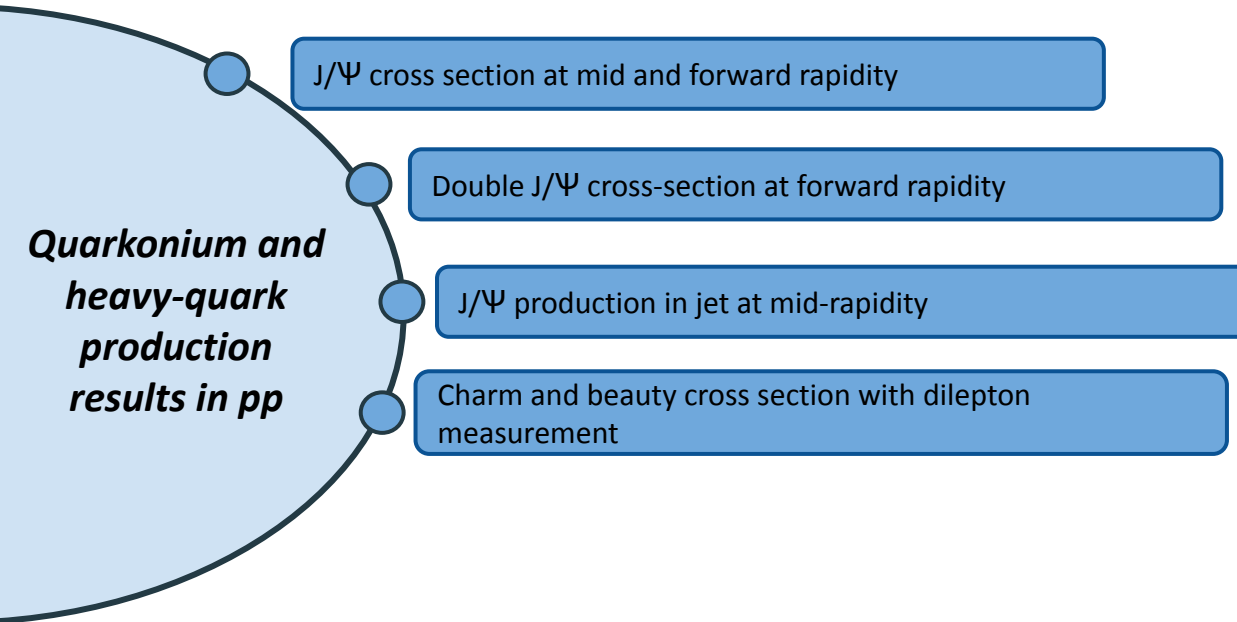 J/Ψ cross section at mid and forward rapidity
Double J/Ψ cross-section at forward rapidity
Quarkonium and
heavy-quark
production
results in pp
J/Ψ production in jet at mid-rapidity
Charm and beauty cross section with dilepton
measurement